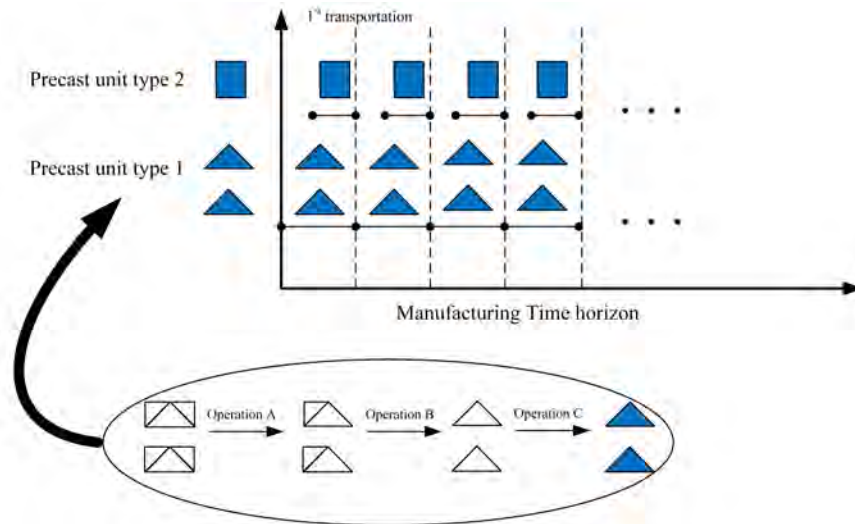 1st transportation
Precast unit type 2
Precast unit type 1
Manufacturing Time horizon
Operation A
Operation B
Operation C